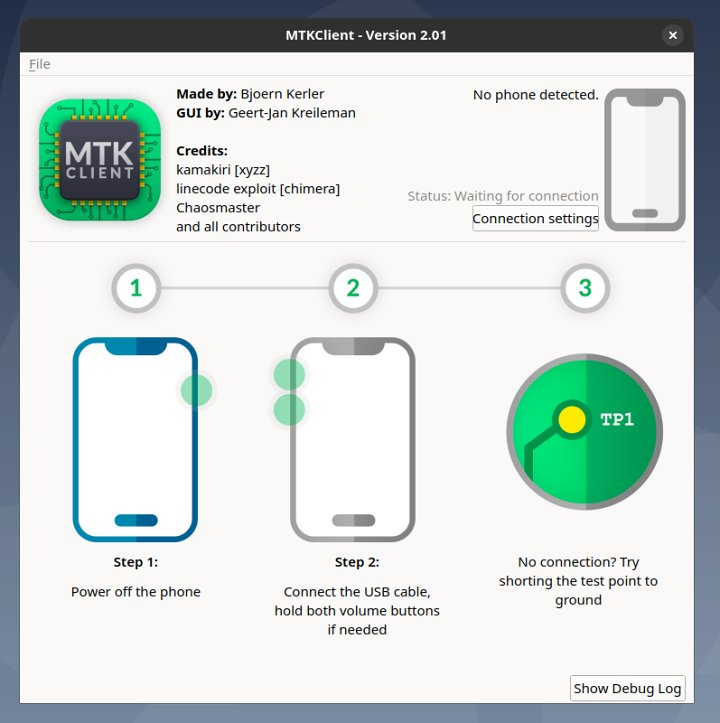 MTKClient - Version 2.01
File
MTK
CLIENT
Made by: Bjoern Kerler
GUI by: Geert-Jan Kreileman
Credits:
kamakiri [xyzz]
linecode exploit [chimera]
Chaosmaster
and all contributors
No phone detected.
Status: Waiting for connection
Connection settings
1
2
3
TP1
Step 1:
Power off the phone
Step 2:
Connect the USB cable,
hold both volume buttons
if needed
No connection? Try
shorting the test point to
ground
Show Debug Log